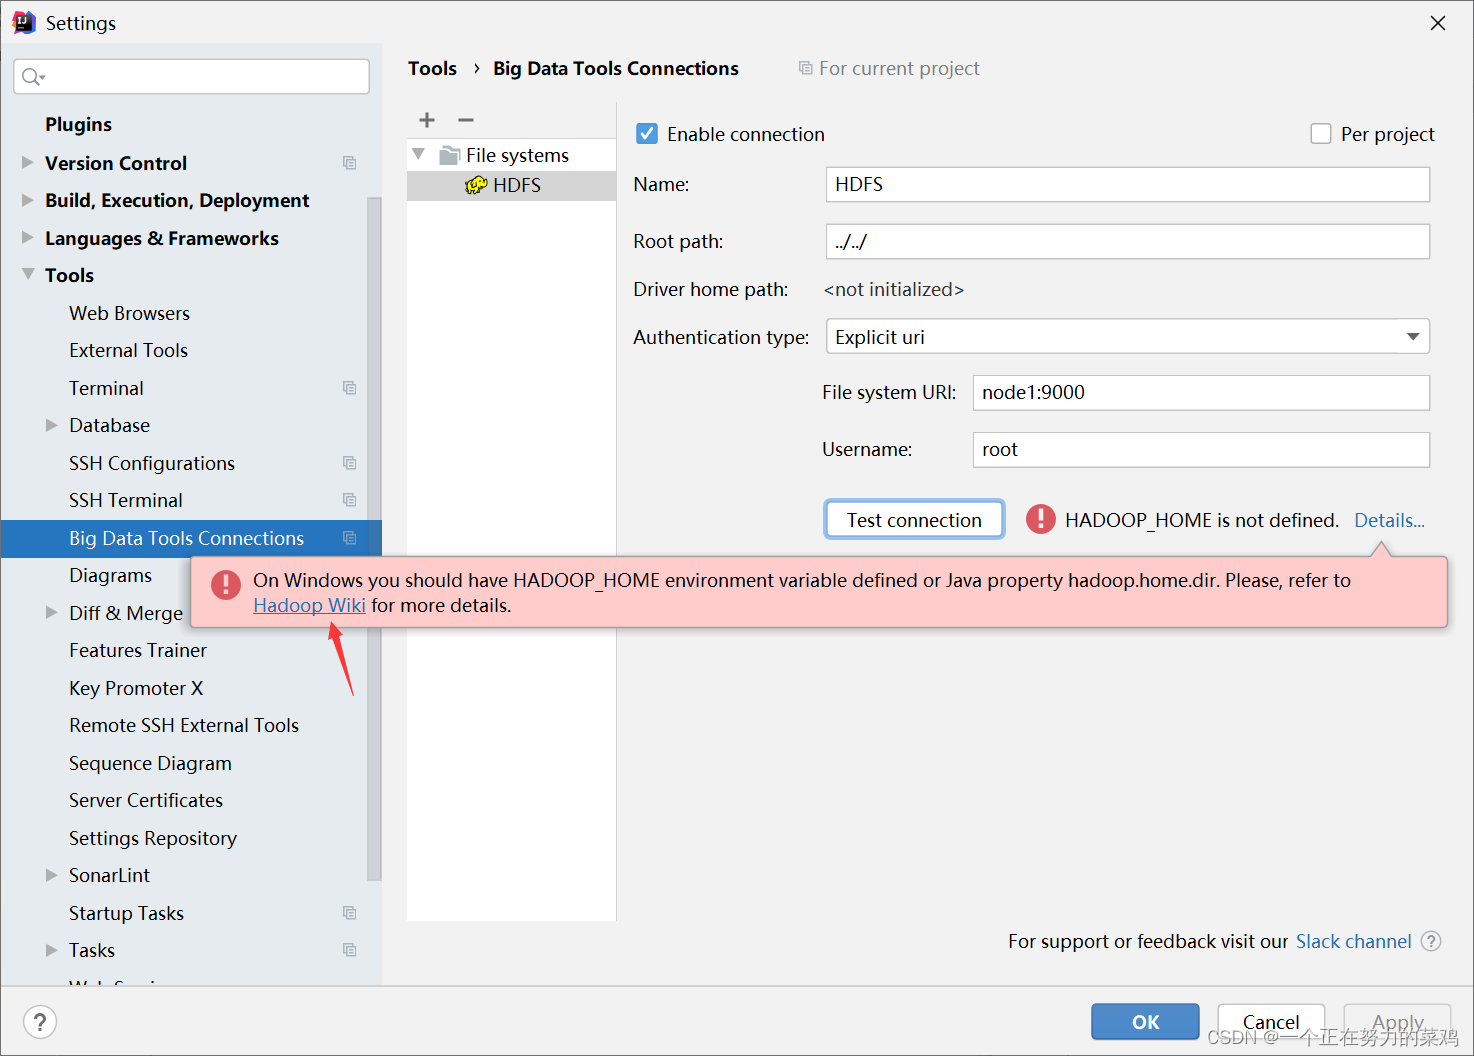 Settings
Tools › Big Data Tools Connections For current project
Plugins
Version Control
Build, Execution, Deployment
Languages & Frameworks
Tools
Web Browsers
External Tools
Terminal
Database
SSH Configurations
SSH Terminal
Big Data Tools Connections
Diagrams
Diff & Merge
Features Trainer
Key Promoter X
Remote SSH External Tools
Sequence Diagram
Server Certificates
Settings Repository
SonarLint
Startup Tasks
Tasks
File systems
HDFS
Enable connection Per project
Name: HDFS
Root path: ../../
Driver home path: <not initialized>
Authentication type: Explicit uri
File system URI: node1:9000
Username: root
Test connection HADOOP_HOME is not defined. Details...
On Windows you should have HADOOP_HOME environment variable defined or Java property hadoop.home.dir. Please, refer to
Hadoop Wiki for more details.
For support or feedback visit our Slack channel ?
? OK Cancel Apply
CSDN @一个正在努力的菜鸡